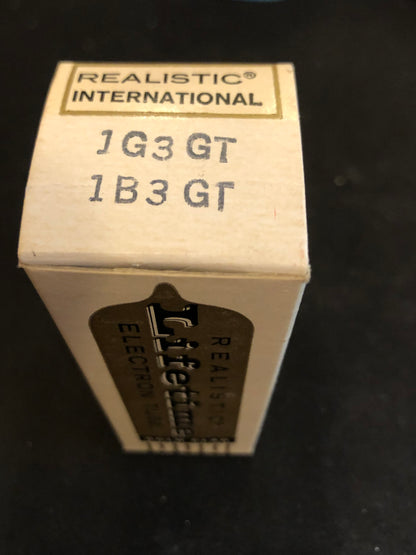 REALISTIC®
INTERNATIONAL
1G3 GT
1B3 GT
REALISTIC
Lifetime
ELECTRON TUBE